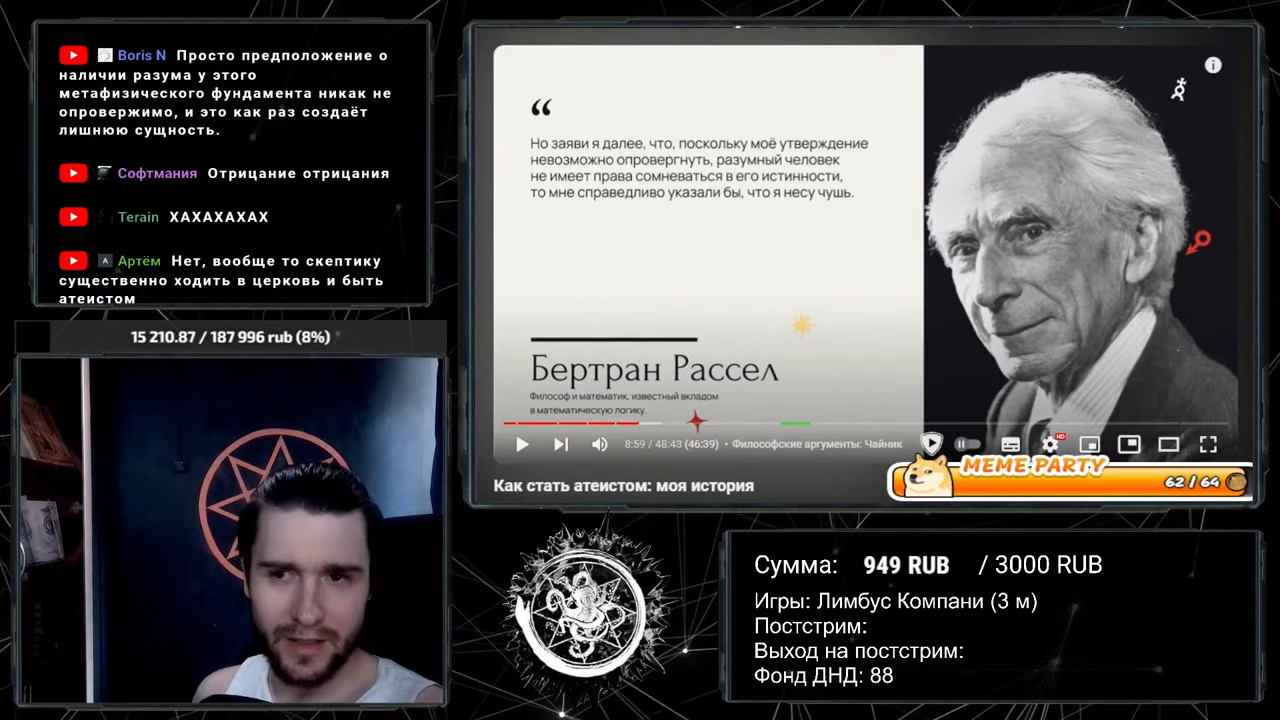 Boris N Просто предположение о
наличии разума у этого
метафизического фундамента никак не
опровержимо, и это как раз создаёт
лишнюю сущность.
Софтмания Отрицание отрицания
Terain ХАХАХАХАХ
А Артём Нет, вообще то скептику
существенно ходить в церковь и быть
атеистом
15 210.87 / 187 996 rub (8%)
“
Но заяви я далее, что, поскольку моё утверждение
невозможно опровергнуть, разумный человек
не имеет права сомневаться в его истинности,
то мне справедливо указали бы, что я несу чушь.
Бертран Рассел
Философ и математик, известный вкладом
в математическую логику.
8:59 / 48:43 (46:39) • Философские аргументы: Чайник
HD
Как стать атеистом: моя история
MEME PARTY
62 / 64
Сумма: 949 RUB / 3000 RUB
Игры: Лимбус Компани (3 м)
Постстрим:
Выход на постстрим:
Фонд ДНД: 88